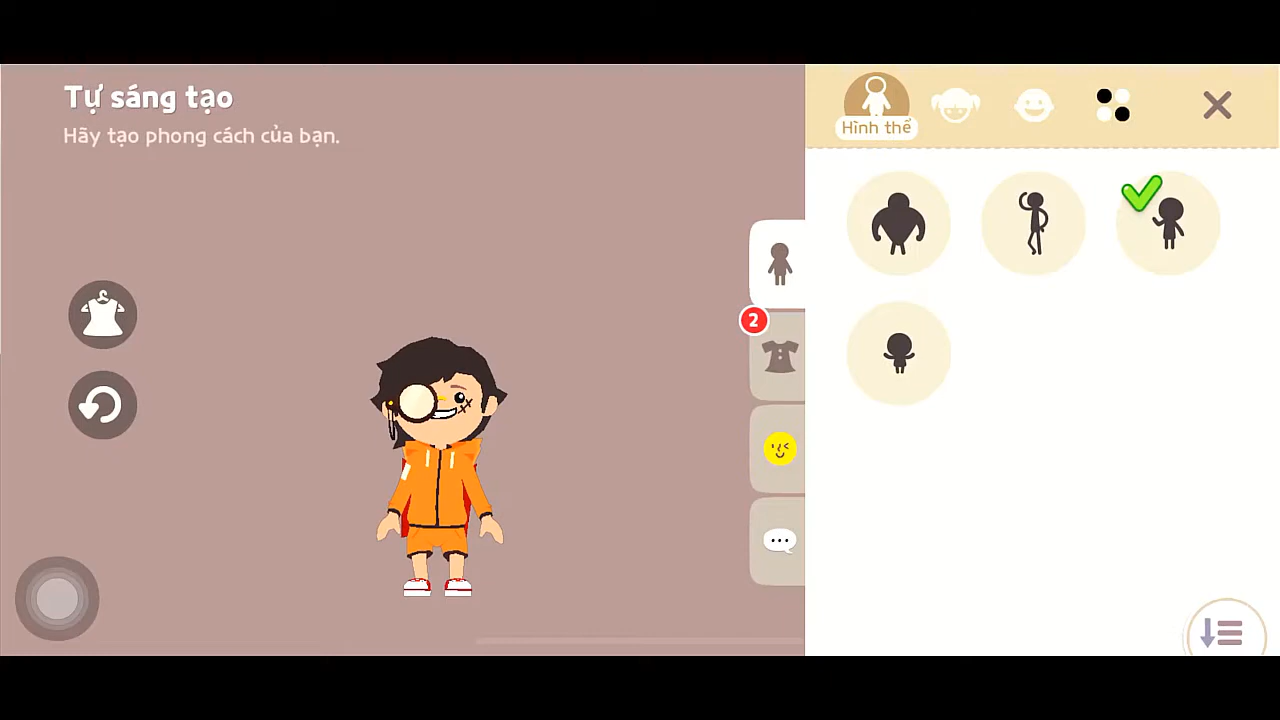 Tự sáng tạo
Hãy tạo phong cách của bạn.
Hình thể
2